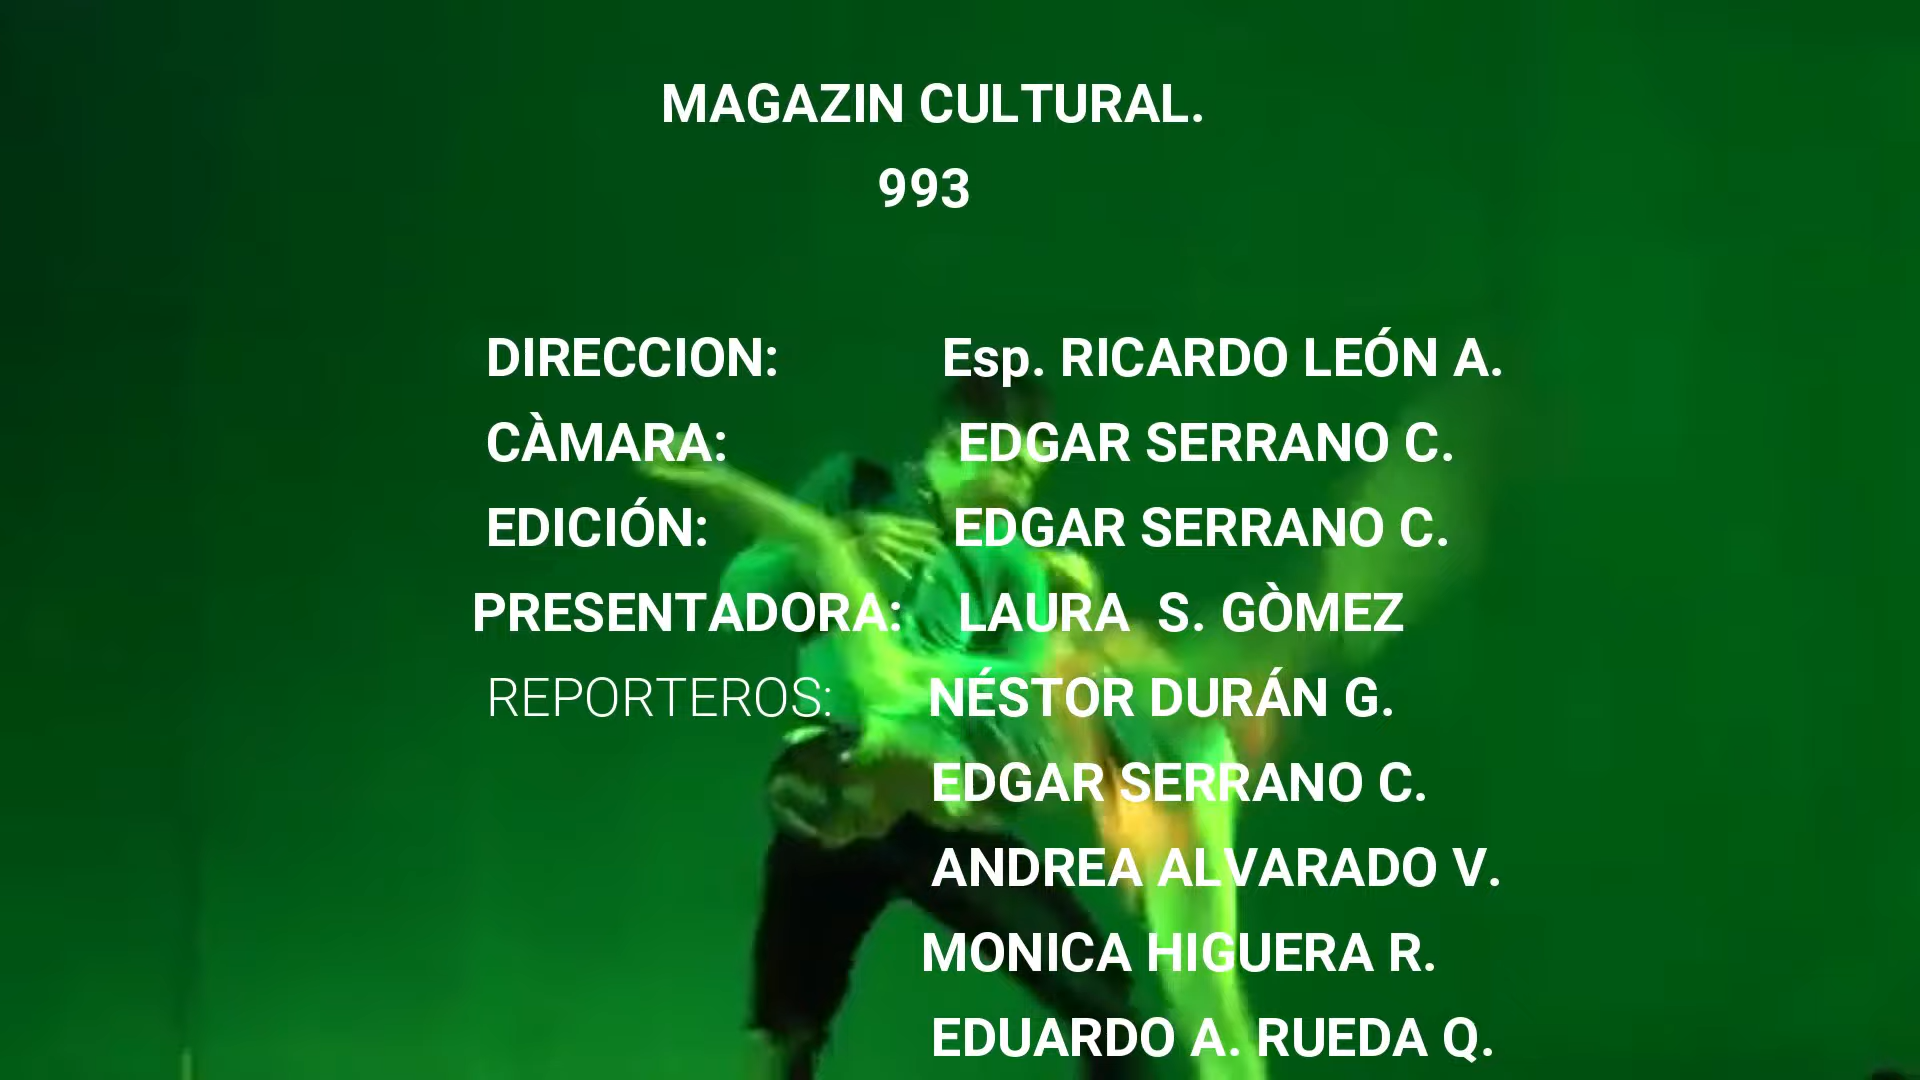 MAGAZIN CULTURAL.
993
DIRECCION: Esp. RICARDO LEÓN A.
CÀMARA: EDGAR SERRANO C.
EDICIÓN: EDGAR SERRANO C.
PRESENTADORA: LAURA S. GÒMEZ
REPORTEROS: NÉSTOR DURÁN G.
EDGAR SERRANO C.
ANDREA ALVARADO V.
MONICA HIGUERA R.
EDUARDO A. RUEDA Q.